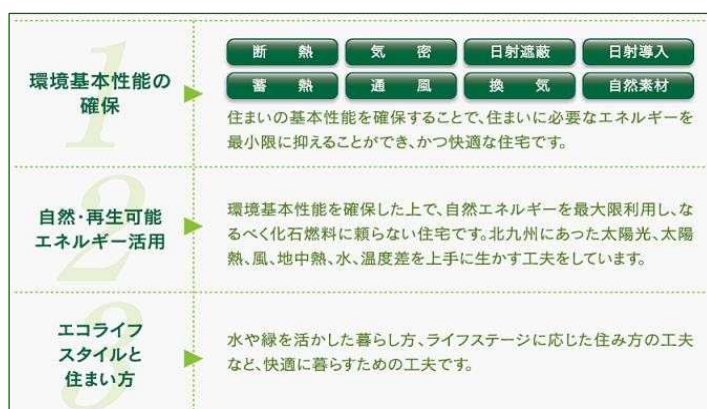 1
環境基本性能の
確保
断熱 気密 日射遮蔽 日射導入
蓄熱 通風 換気 自然素材
住まいの基本性能を確保することで、住まいに必要なエネルギーを
最小限に抑えることができ、かつ快適な住宅です。
2
自然・再生可能
エネルギー活用
環境基本性能を確保した上で、自然エネルギーを最大限利用し、な
るべく化石燃料に頼らない住宅です。北九州にあった太陽光、太陽
熱、風、地中熱、水、温度差を上手に生かす工夫をしています。
3
エコライフ
スタイルと
住まい方
水や緑を活かした暮らし方、ライフステージに応じた住み方の工夫
など、快適に暮らすための工夫です。